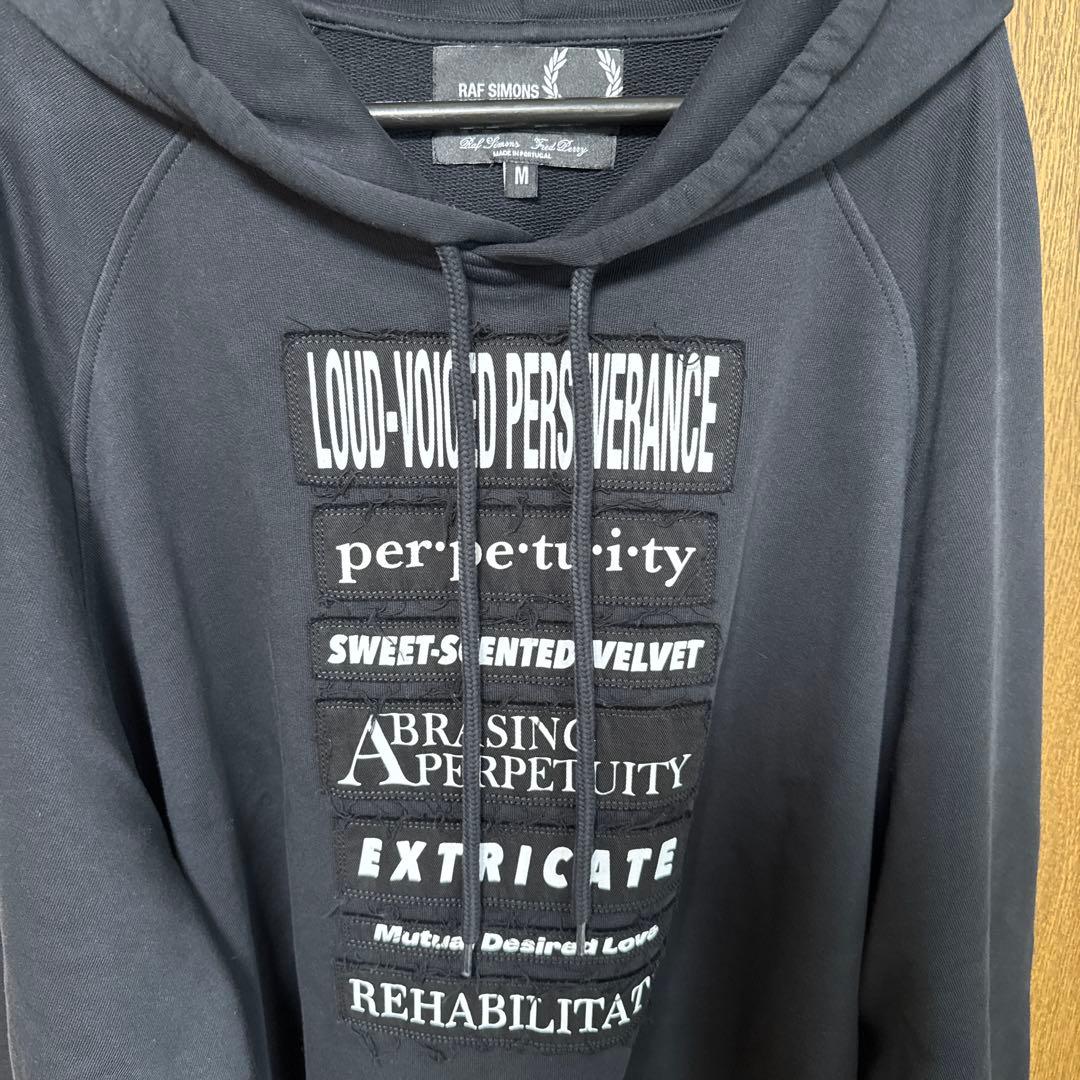 RAF SIMONS
Raf Simons Fred Perry
MADE IN PORTUGAL
M
LOUD-VOICED PERSEVERANCE
per·pe·tu·i·ty
SWEET-SCENTED VELVET
ABRASING
PERPETUITY
EXTRICATE
Mutual Desired Love
REHABILITAT